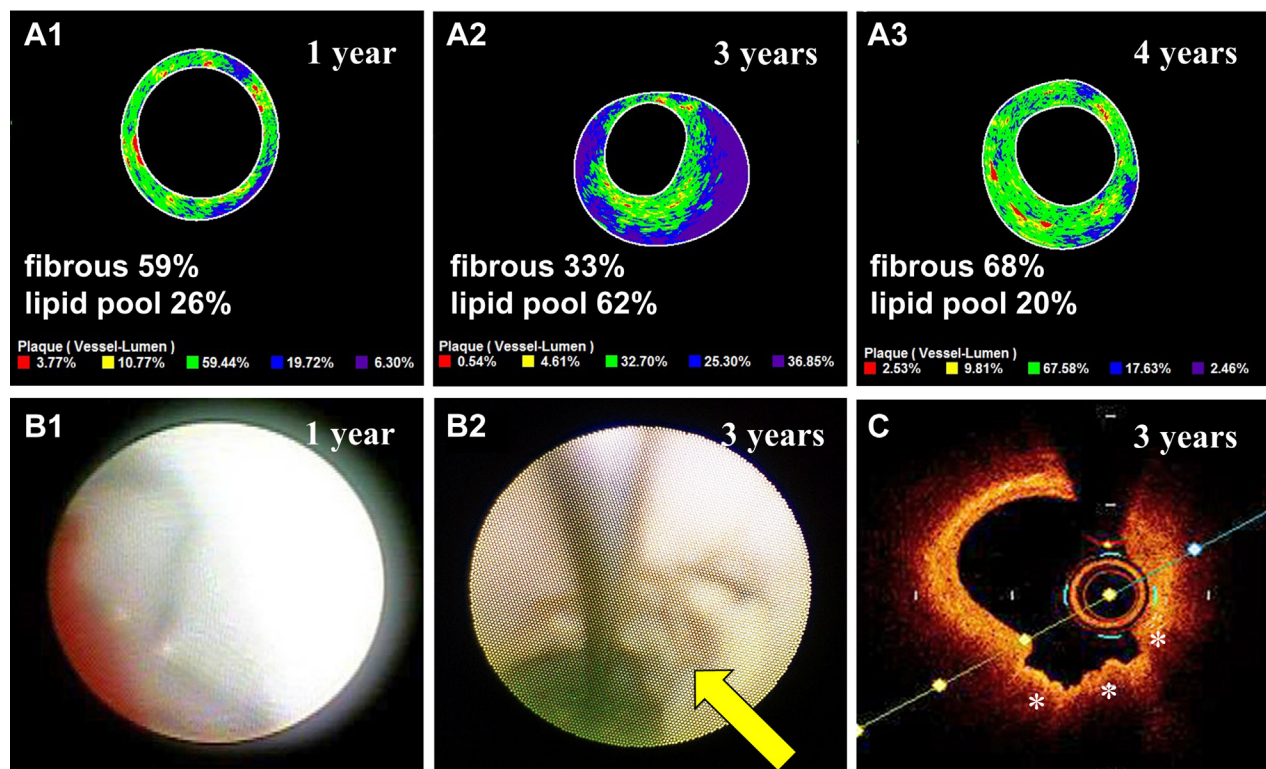 A1
1 year
fibrous 59%
lipid pool 26%
Plaque ( Vessel-Lumen )
3.77% 10.77% 59.44% 19.72% 6.30%
A2
3 years
fibrous 33%
lipid pool 62%
Plaque ( Vessel-Lumen )
0.54% 4.61% 32.70% 25.30% 36.85%
A3
4 years
fibrous 68%
lipid pool 20%
Plaque ( Vessel-Lumen )
2.53% 9.81% 67.58% 17.63% 2.46%
B1
1 year
B2
3 years
C
3 years
*
*
*